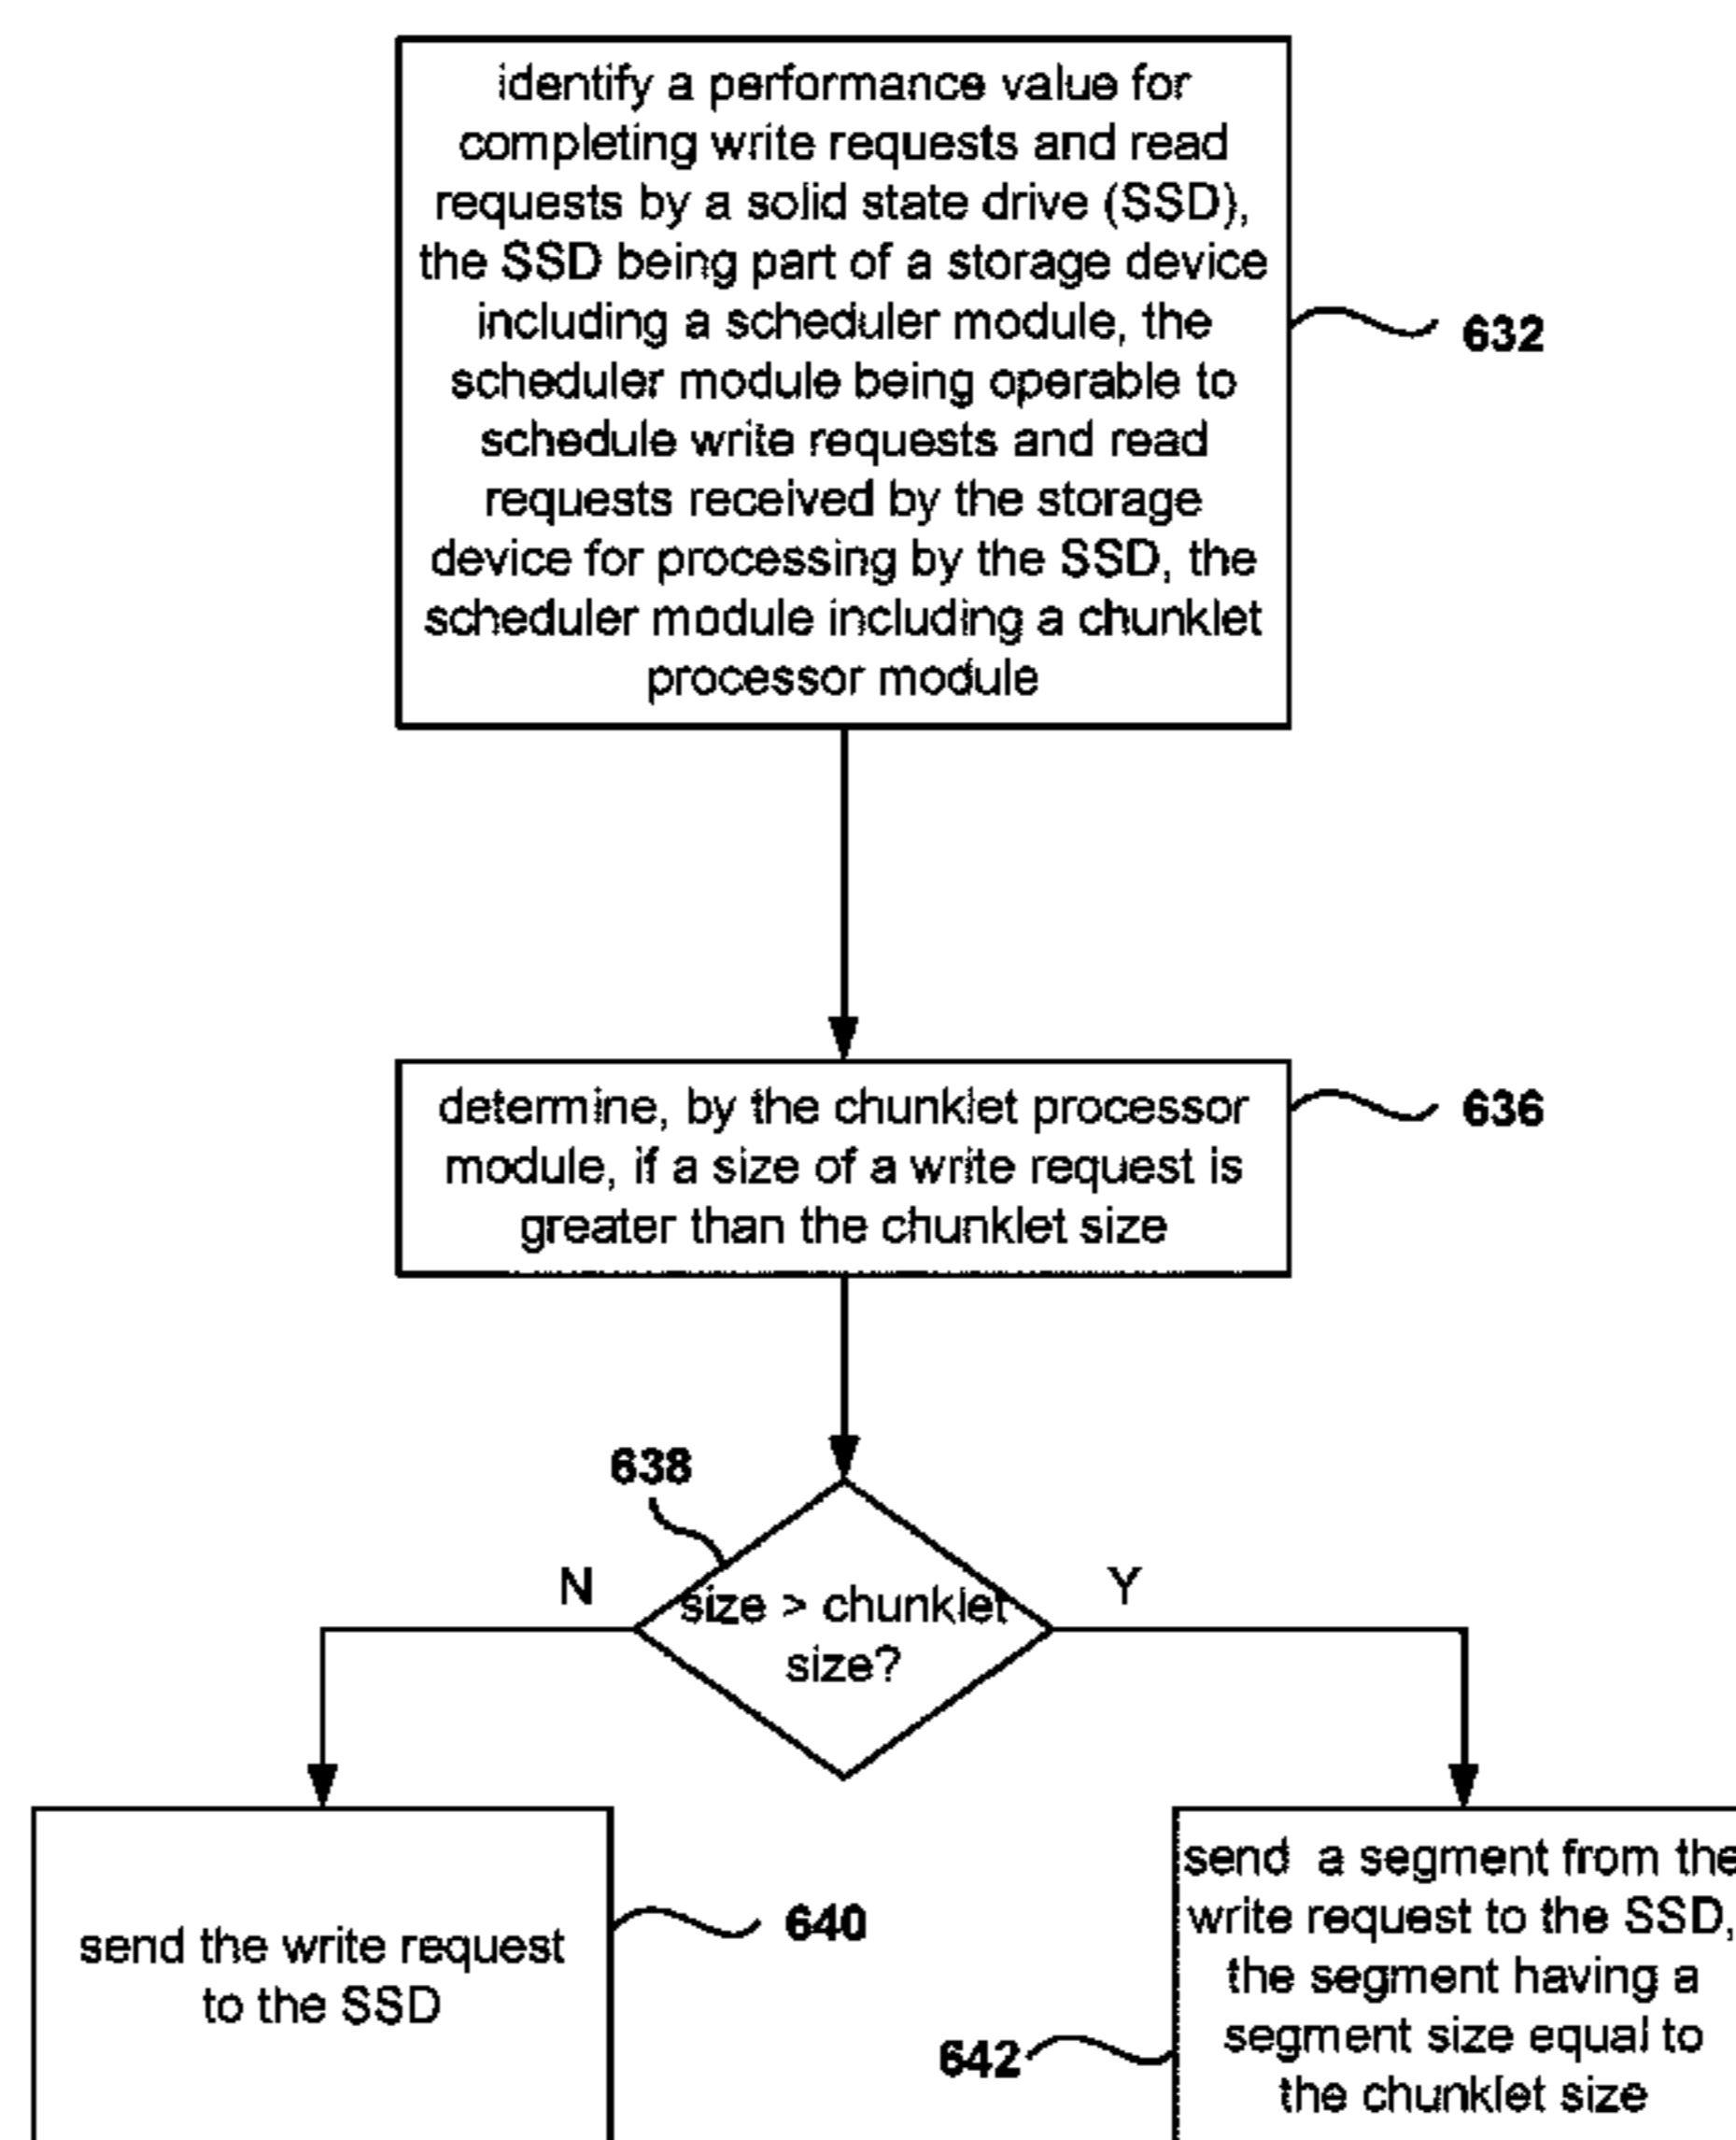 identify a performance value for
completing write requests and read
requests by a solid state drive (SSD),
the SSD being part of a storage device
including a scheduler module, the
scheduler module being operable to
schedule write requests and read
requests received by the storage
device for processing by the SSD, the
scheduler module including a chunklet
processor module
632
determine, by the chunklet processor
module, if a size of a write request is
greater than the chunklet size
636
638
N
size > chunklet
size?
Y
send the write request
to the SSD
640
send a segment from the
write request to the SSD,
the segment having a
segment size equal to
the chunklet size
642